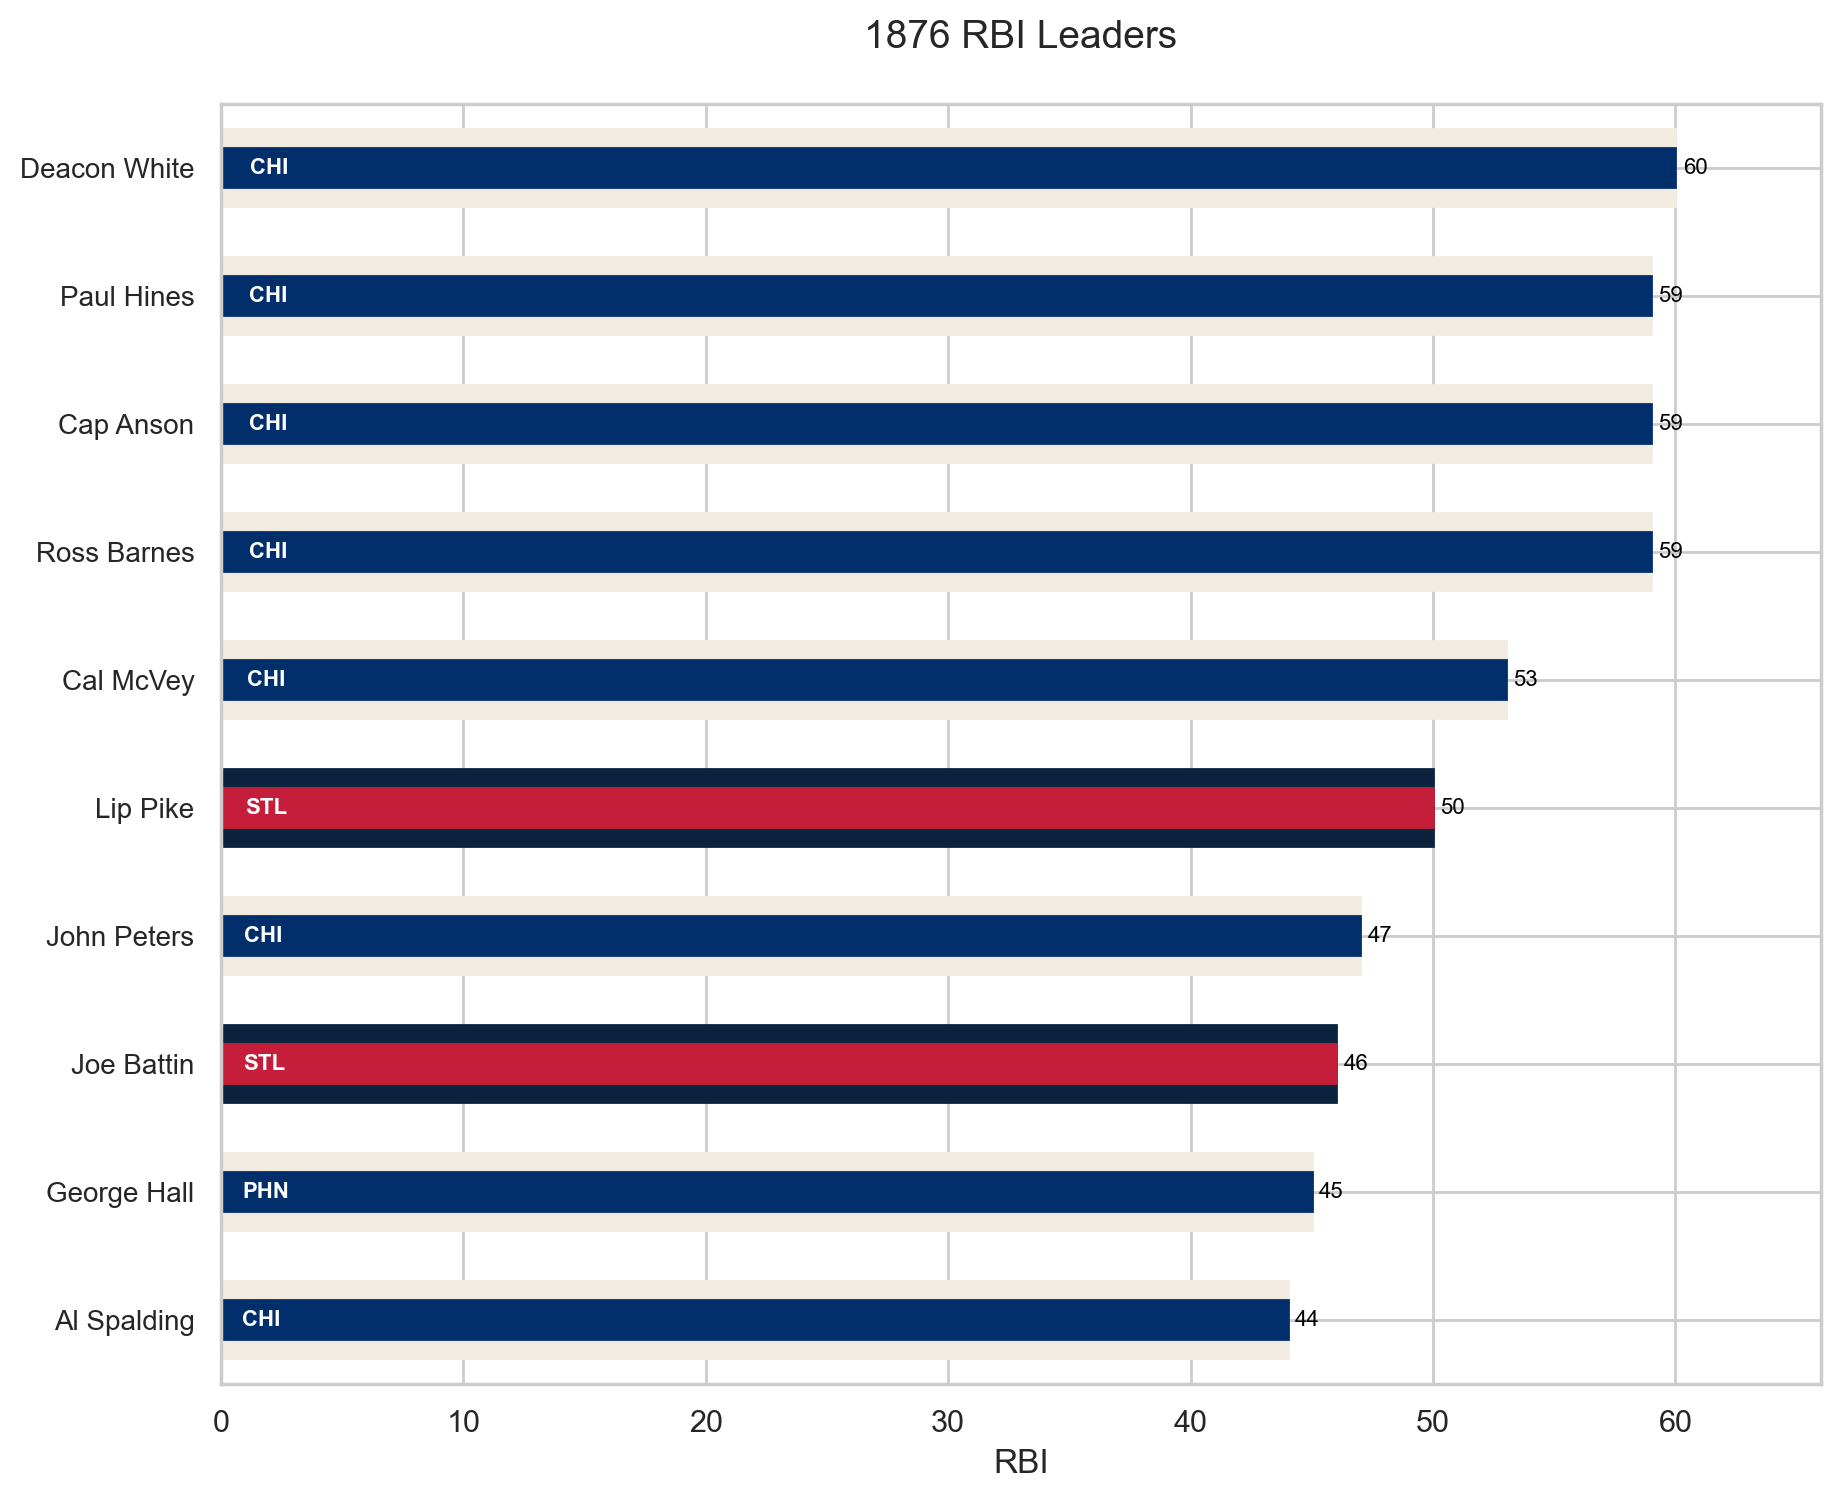 1876 RBI Leaders
Deacon White CHI 60
Paul Hines CHI 59
Cap Anson CHI 59
Ross Barnes CHI 59
Cal McVey CHI 53
Lip Pike STL 50
John Peters CHI 47
Joe Battin STL 46
George Hall PHN 45
Al Spalding CHI 44
0 10 20 30 40 50 60
RBI